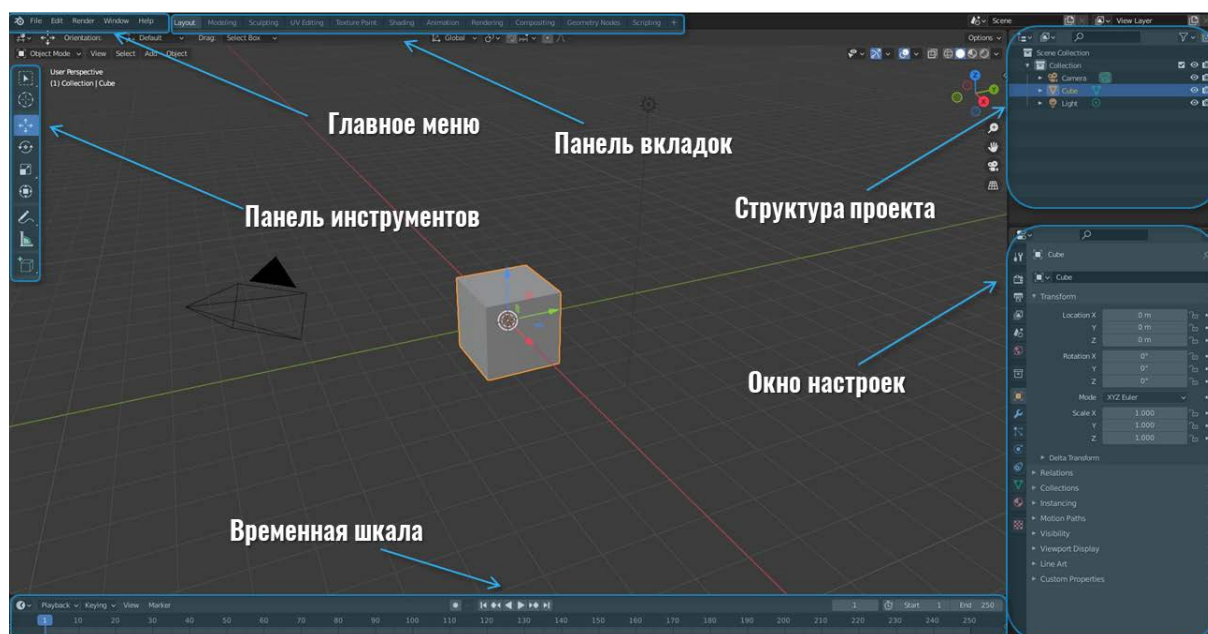 File Edit Render Window Help Layout Modeling Sculpting UV Editing Texture Paint Shading Animation Rendering Compositing Geometry Nodes Scripting + Scene View Layer
Orientation: Default Drag: Select Box Global Options
Object Mode View Select Add Object
User Perspective
(1) Collection | Cube
Scene Collection
Collection
Camera
Cube
Light
Z
Y
X
Главное меню
Панель вкладок
Панель инструментов
Структура проекта
Окно настроек
Временная шкала
Cube
Cube
Transform
Location X 0 m
Y 0 m
Z 0 m
Rotation X 0°
Y 0°
Z 0°
Mode XYZ Euler
Scale X 1.000
Y 1.000
Z 1.000
Delta Transform
Relations
Collections
Instancing
Motion Paths
Visibility
Viewport Display
Line Art
Custom Properties
Playback Keying View Marker 1 Start 1 End 250
1 10 20 30 40 50 60 70 80 90 100 110 120 130 140 150 160 170 180 190 200 210 220 230 240 250